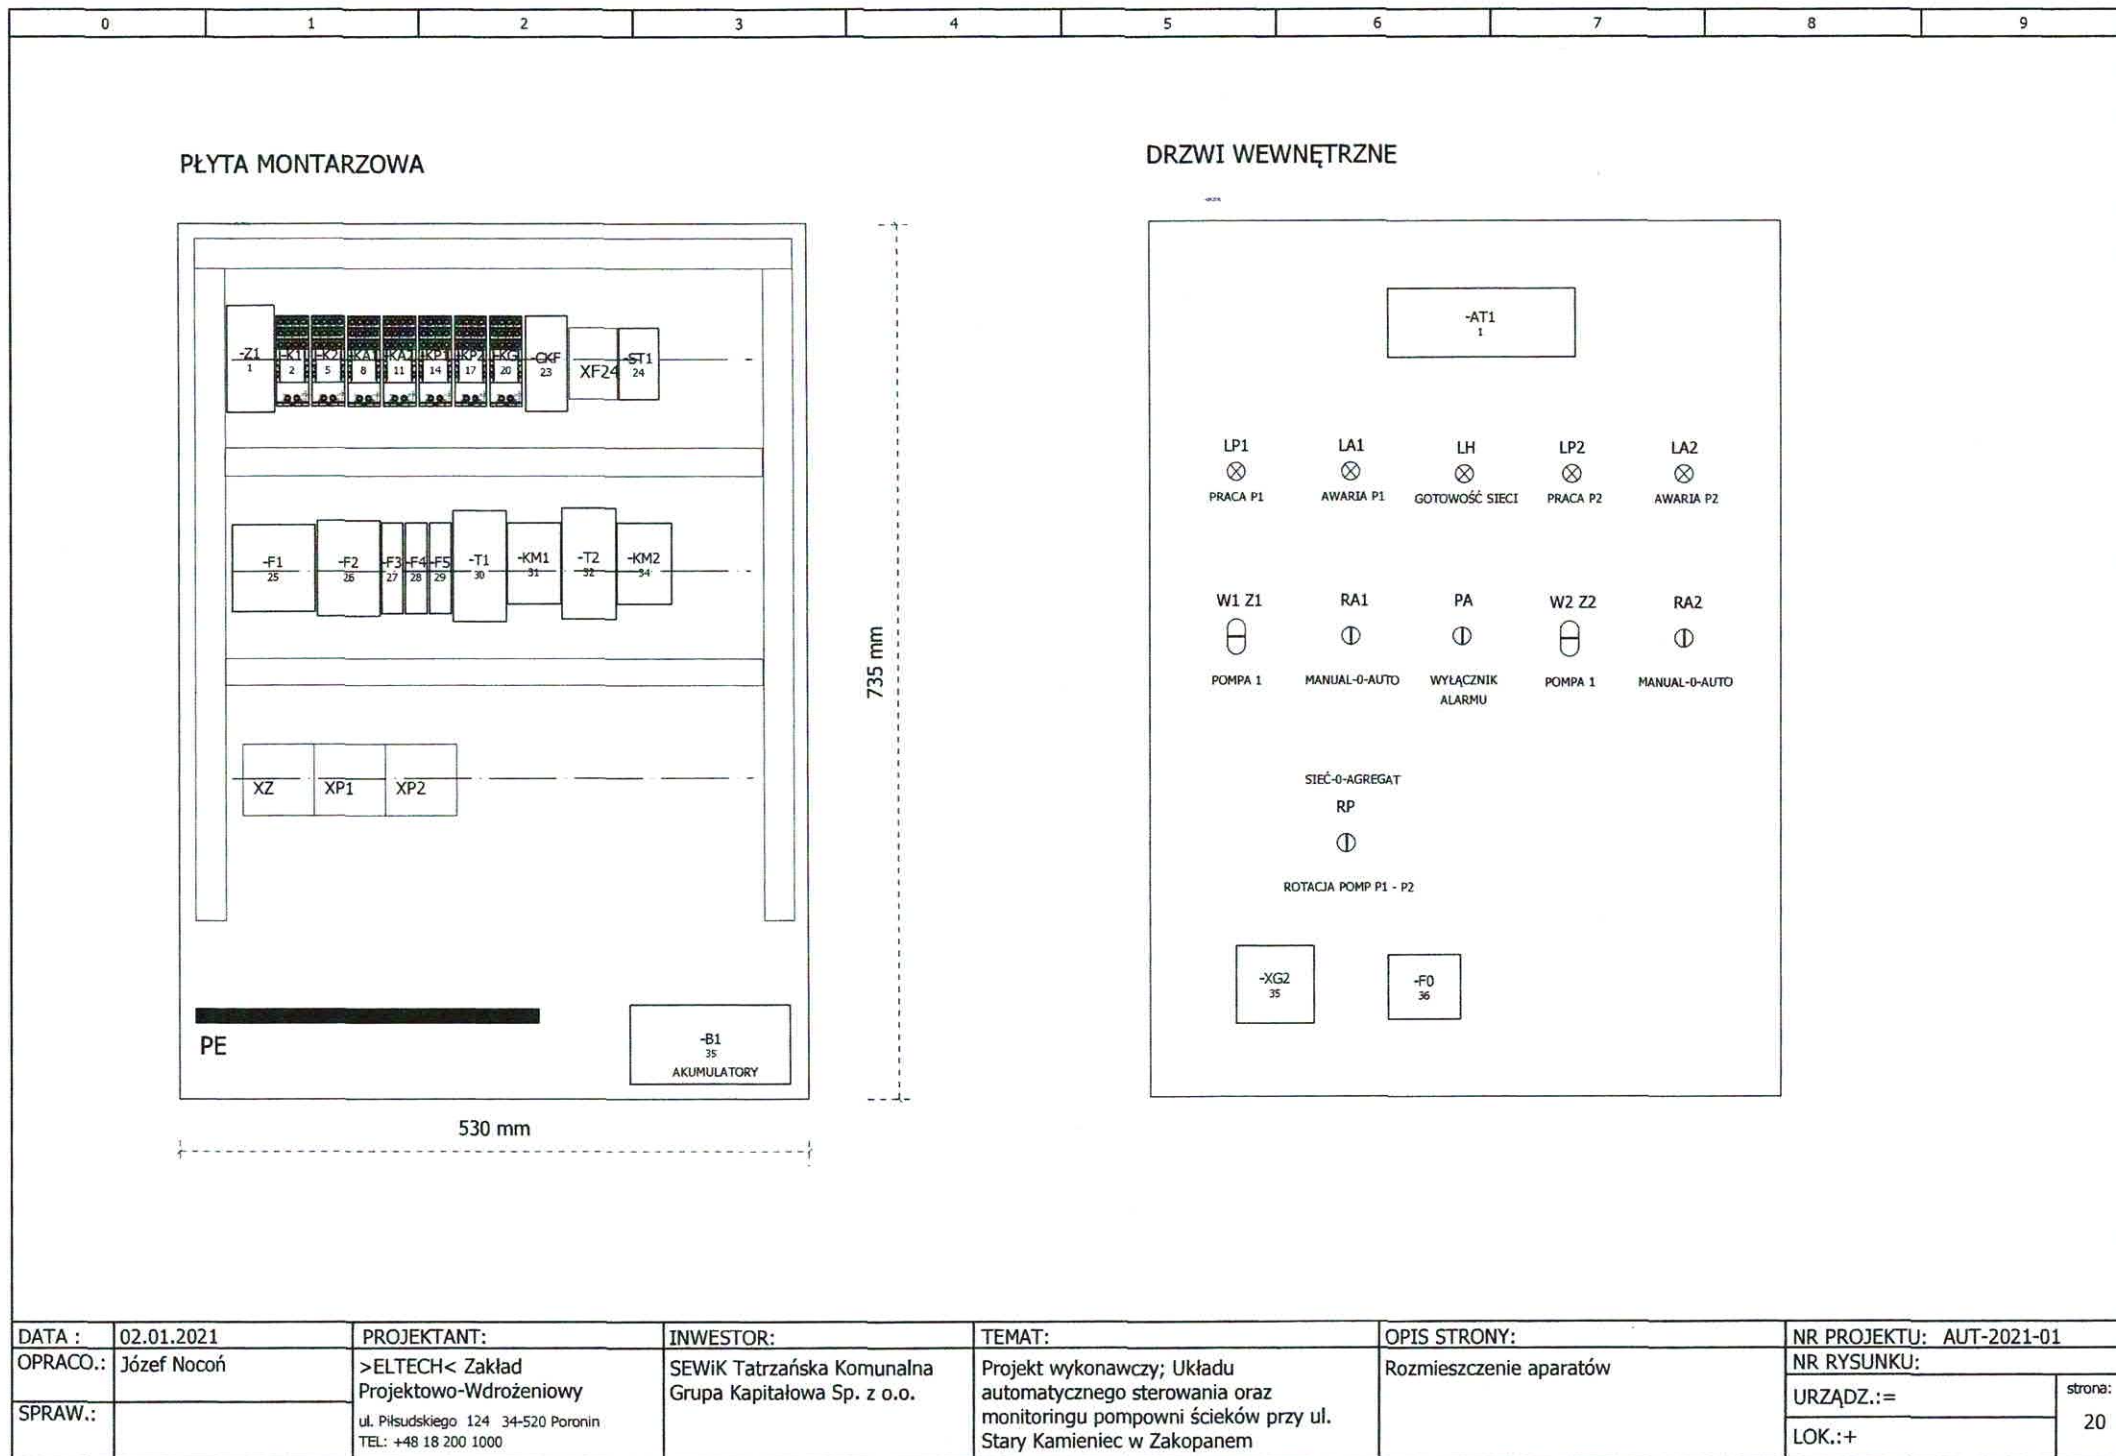 0 1 2 3 4 5 6 7 8 9
PŁYTA MONTARZOWA
DRZWI WEWNĘTRZNE
-Z1 -K1 -K2 -KA1 -KA2 -KP1 -KP2 -KG -CKF XF24 -ST1
1 2 5 8 11 14 17 20 23 24
-F1 -F2 -F3 -F4 -F5 -T1 -KM1 -T2 -KM2
25 26 27 28 29 30 31 32 34
XZ XP1 XP2
PE
-B1
35
AKUMULATORY
530 mm
735 mm
-AT1
1
LP1 LA1 LH LP2 LA2
PRACA P1 AWARIA P1 GOTOWOŚĆ SIECI PRACA P2 AWARIA P2
W1 Z1 RA1 PA W2 Z2 RA2
POMPA 1 MANUAL-0-AUTO WYŁĄCZNIK POMPA 1 MANUAL-0-AUTO
ALARMU
SIEĆ-0-AGREGAT
RP
ROTACJA POMP P1 - P2
-XG2 -F0
35 36
DATA : 02.01.2021
OPRACO.: Józef Nocoń
SPRAW.:
PROJEKTANT:
>ELTECH< Zakład
Projektowo-Wdrożeniowy
ul. Piłsudskiego 124 34-520 Poronin
TEL: +48 18 200 1000
INWESTOR:
SEWiK Tatrzańska Komunalna
Grupa Kapitałowa Sp. z o.o.
TEMAT:
Projekt wykonawczy; Układu
automatycznego sterowania oraz
monitoringu pompowni ścieków przy ul.
Stary Kamieniec w Zakopanem
OPIS STRONY:
Rozmieszczenie aparatów
NR PROJEKTU: AUT-2021-01
NR RYSUNKU:
URZĄDZ.:=
LOK.:+
strona:
20